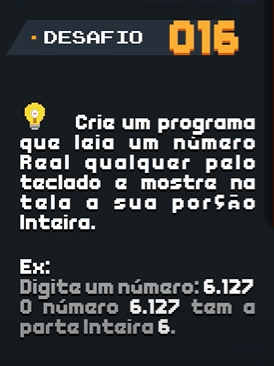 DESAFIO 016
Crie um programa
que leia um número
Real qualquer pelo
teclado e mostre na
tela a sua porção
Inteira.
Ex:
Digite um número: 6.127
O número 6.127 tem a
parte Inteira 6.